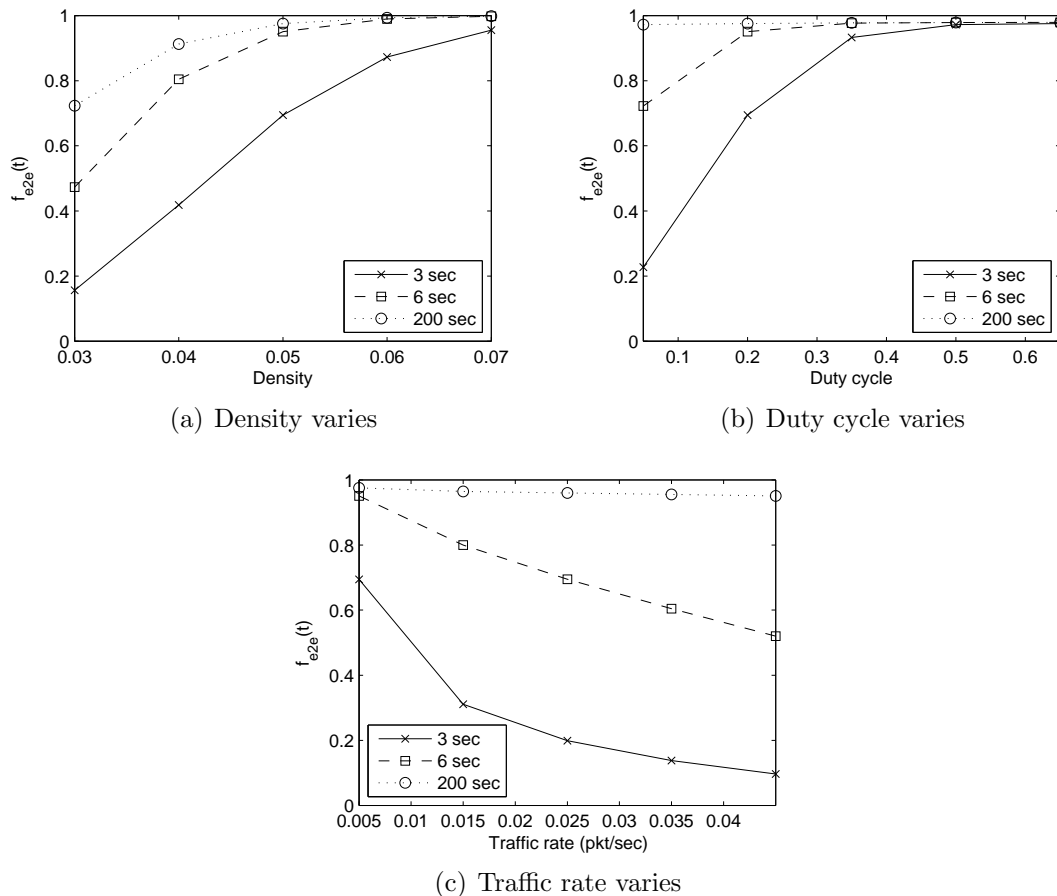 1
0.8
0.6
0.4
0.2
0
f_e2e(t)
0.03 0.04 0.05 0.06 0.07
Density
3 sec
6 sec
200 sec
(a) Density varies
1
0.8
0.6
0.4
0.2
0
f_e2e(t)
0.1 0.2 0.3 0.4 0.5 0.6
Duty cycle
3 sec
6 sec
200 sec
(b) Duty cycle varies
1
0.8
0.6
0.4
0.2
0
f_e2e(t)
0.005 0.01 0.015 0.02 0.025 0.03 0.035 0.04
Traffic rate (pkt/sec)
3 sec
6 sec
200 sec
(c) Traffic rate varies